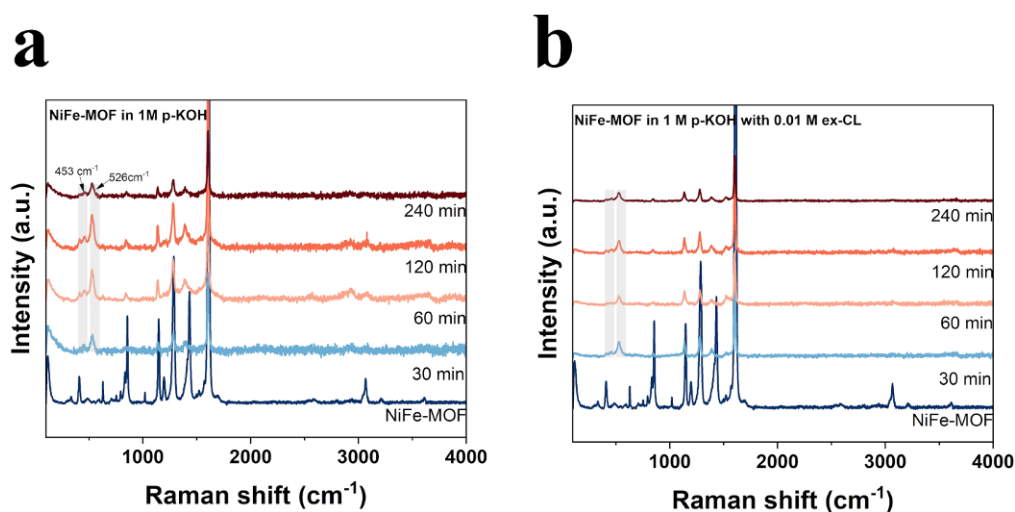 a
NiFe-MOF in 1M p-KOH
453 cm⁻¹
526cm⁻¹
240 min
120 min
60 min
30 min
NiFe-MOF
Intensity (a.u.)
1000 2000 3000 4000
Raman shift (cm⁻¹)
b
NiFe-MOF in 1 M p-KOH with 0.01 M ex-CL
240 min
120 min
60 min
30 min
NiFe-MOF
Intensity (a.u.)
1000 2000 3000 4000
Raman shift (cm⁻¹)